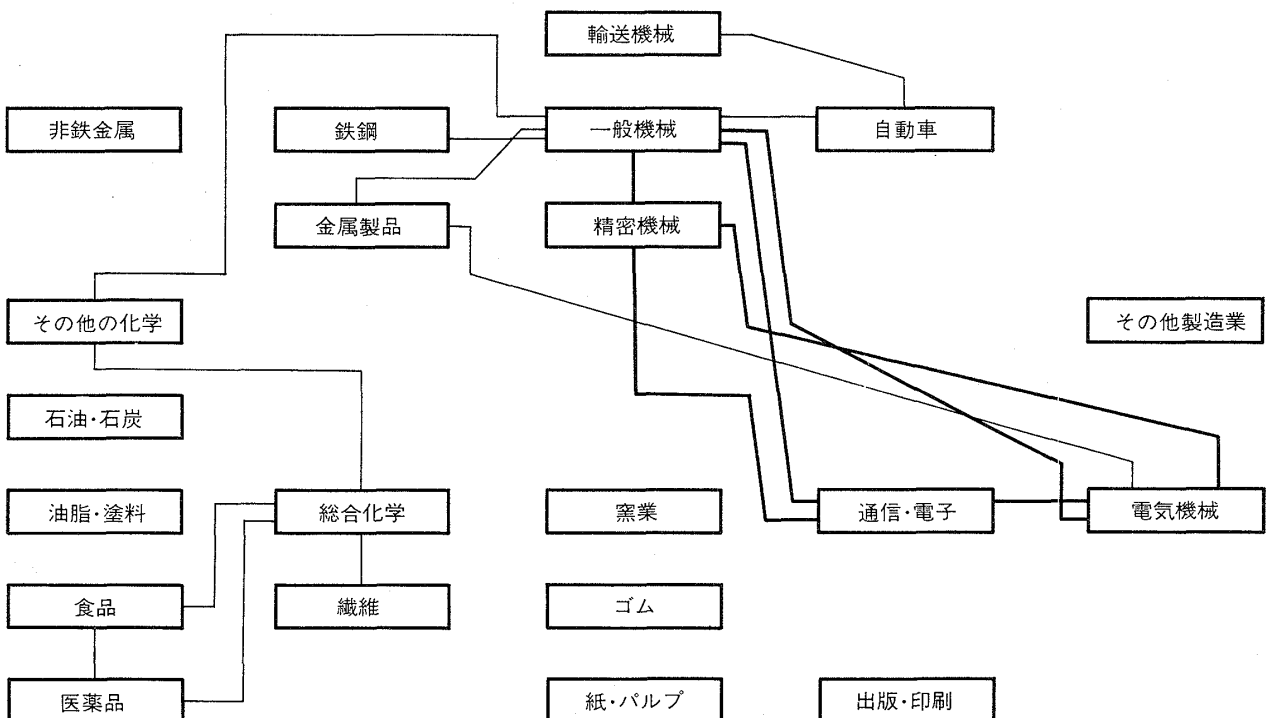 輸送機械
非鉄金属
鉄鋼
一般機械
自動車
金属製品
精密機械
その他の化学
その他製造業
石油・石炭
油脂・塗料
総合化学
窯業
通信・電子
電気機械
食品
繊維
ゴム
医薬品
紙・パルプ
出版・印刷